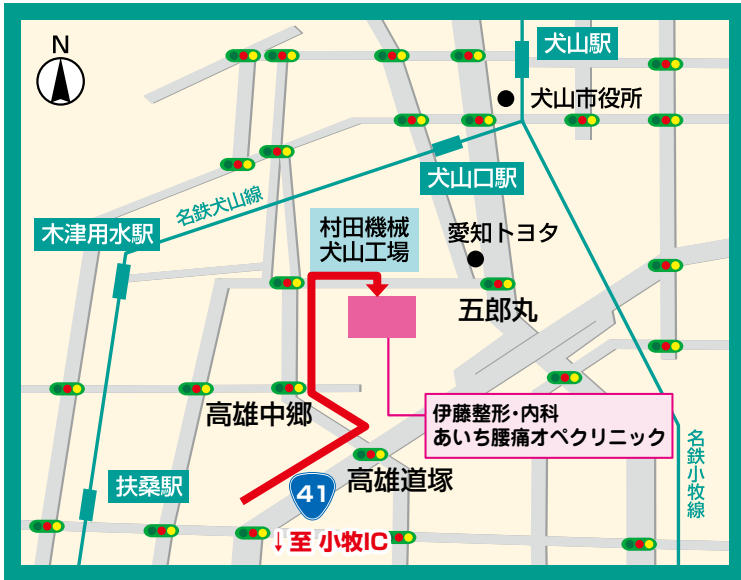 N
犬山駅
犬山市役所
犬山口駅
名鉄犬山線
木津用水駅
村田機械
犬山工場
愛知トヨタ
五郎丸
高雄中郷
伊藤整形・内科
あいち腰痛オペクリニック
名鉄小牧線
扶桑駅
高雄道塚
41
↓至 小牧IC